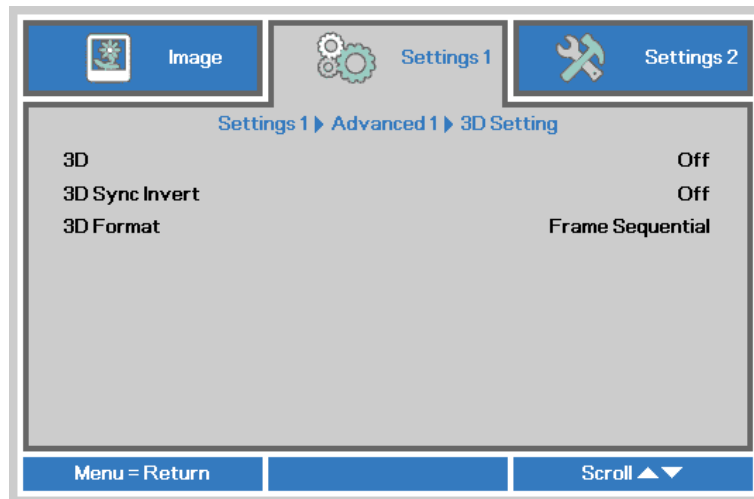 Image Settings 1 Settings 2
Settings 1 ▶ Advanced 1 ▶ 3D Setting
3D Off
3D Sync Invert Off
3D Format Frame Sequential
Menu = Return Scroll ▲▼